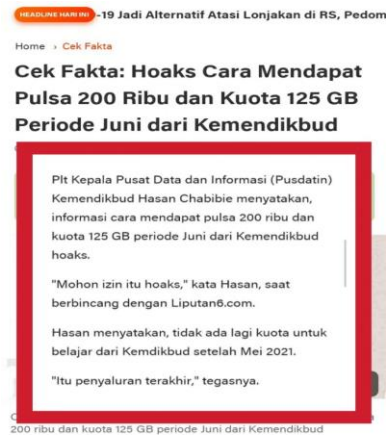 HEADLINE HARI INI -19 Jadi Alternatif Atasi Lonjakan di RS, Pedom
Home › Cek Fakta
Cek Fakta: Hoaks Cara Mendapat
Pulsa 200 Ribu dan Kuota 125 GB
Periode Juni dari Kemendikbud
Plt Kepala Pusat Data dan Informasi (Pusdatin)
Kemendikbud Hasan Chabibie menyatakan,
informasi cara mendapat pulsa 200 ribu dan
kuota 125 GB periode Juni dari Kemendikbud
hoaks.
"Mohon izin itu hoaks," kata Hasan, saat
berbincang dengan Liputan6.com.
Hasan menyatakan, tidak ada lagi kuota untuk
belajar dari Kemdikbud setelah Mei 2021.
"Itu penyaluran terakhir," tegasnya.
200 ribu dan kuota 125 GB periode Juni dari Kemendikbud